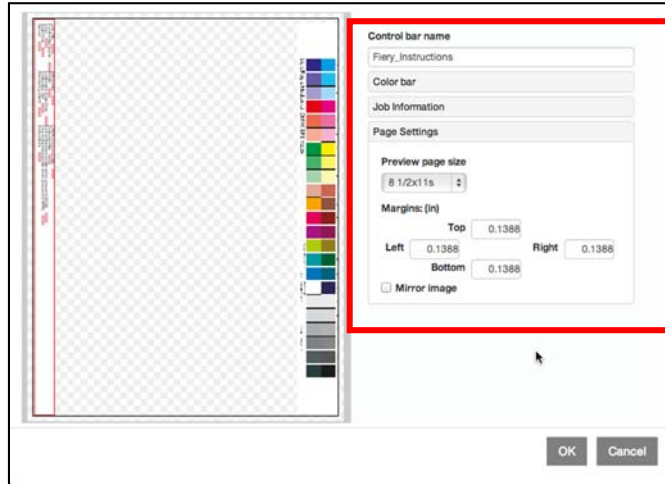 Control bar name
Fiery_Instructions
Color bar
Job Information
Page Settings
Preview page size
8 1/2x11s
Margins: (in)
Top 0.1388
Left 0.1388 Right 0.1388
Bottom 0.1388
Mirror image
OK Cancel